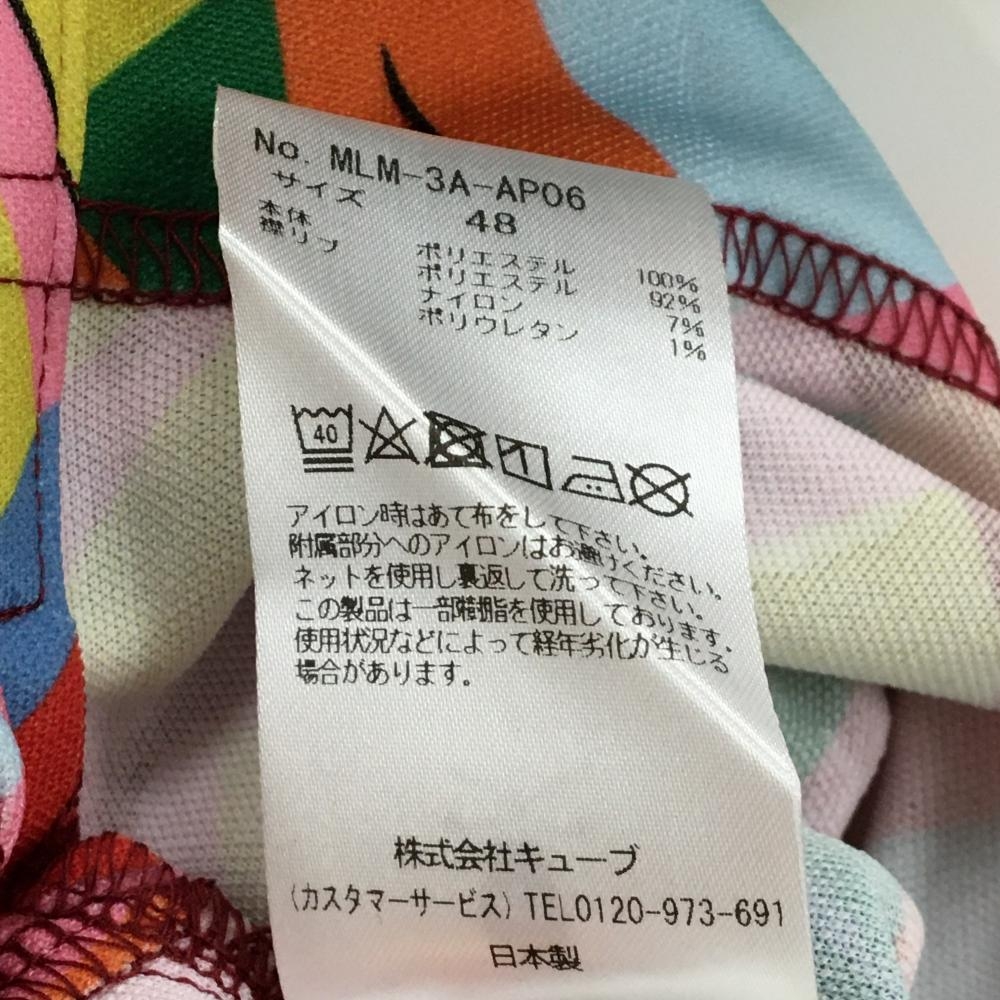 No. MLM-3A-AP06
サイズ 48
本体 ポリエステル 100%
襟リブ ポリエステル 92%
ナイロン 7%
ポリウレタン 1%
40
アイロン時はあて布をして下さい。
附属部分へのアイロンはお避けください。
ネットを使用し裏返して洗って下さい。
この製品は一部樹脂を使用しております。
使用状況などによって経年劣化が生じる
場合があります。
株式会社キューブ
(カスタマーサービス) TEL0120-973-691
日本製